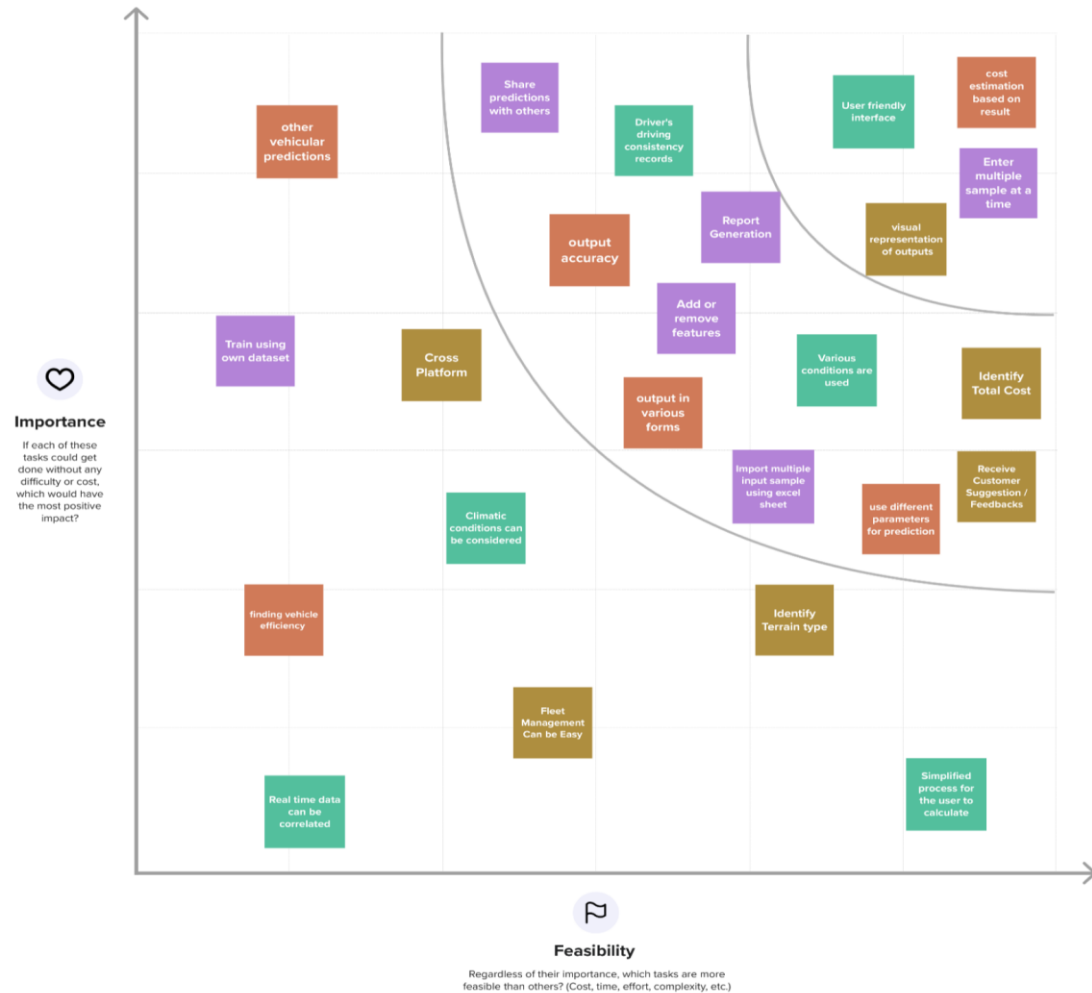 Share
predictions
with others
cost
estimation
based on
result
User friendly
interface
other
vehicular
predictions
Driver's
driving
consistency
records
Enter
multiple
sample at a
time
Report
Generation
visual
representation
of outputs
output
accuracy
Add or
remove
features
Train using
own dataset
Cross
Platform
Various
conditions are
used
Identify
Total Cost
output in
various
forms
Importance
If each of these
tasks could get
done without any
difficulty or cost,
which would have
the most positive
impact?
Import multiple
input sample
using excel
sheet
Receive
Customer
Suggestion /
Feedbacks
use different
parameters
for prediction
Climatic
conditions can
be considered
finding vehicle
efficiency
Identify
Terrain type
Fleet
Management
Can be Easy
Real time data
can be
correlated
Simplified
process for
the user to
calculate
Feasibility
Regardless of their importance, which tasks are more
feasible than others? (Cost, time, effort, complexity, etc.)